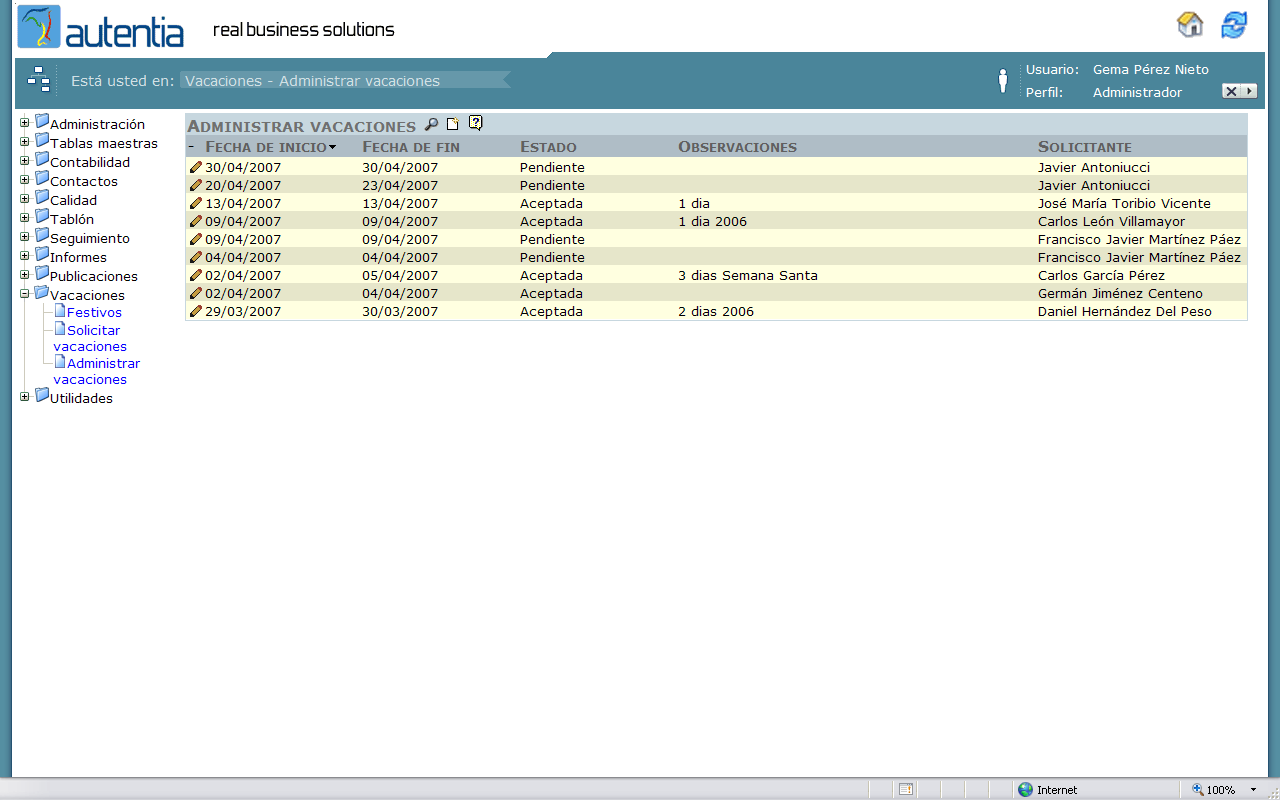 autentia real business solutions
Está usted en: Vacaciones - Administrar vacaciones
Usuario: Gema Pérez Nieto
Perfil: Administrador
Administración
Tablas maestras
Contabilidad
Contactos
Calidad
Tablón
Seguimiento
Informes
Publicaciones
Vacaciones
Festivos
Solicitar
vacaciones
Administrar
vacaciones
Utilidades
ADMINISTRAR VACACIONES
- FECHA DE INICIO FECHA DE FIN ESTADO OBSERVACIONES SOLICITANTE
30/04/2007 30/04/2007 Pendiente Javier Antoniucci
20/04/2007 23/04/2007 Pendiente Javier Antoniucci
13/04/2007 13/04/2007 Aceptada 1 dia José María Toribio Vicente
09/04/2007 09/04/2007 Aceptada 1 dia 2006 Carlos León Villamayor
09/04/2007 09/04/2007 Pendiente Francisco Javier Martínez Páez
04/04/2007 04/04/2007 Pendiente Francisco Javier Martínez Páez
02/04/2007 05/04/2007 Aceptada 3 dias Semana Santa Carlos García Pérez
02/04/2007 04/04/2007 Aceptada Germán Jiménez Centeno
29/03/2007 30/03/2007 Aceptada 2 dias 2006 Daniel Hernández Del Peso
Internet 100%